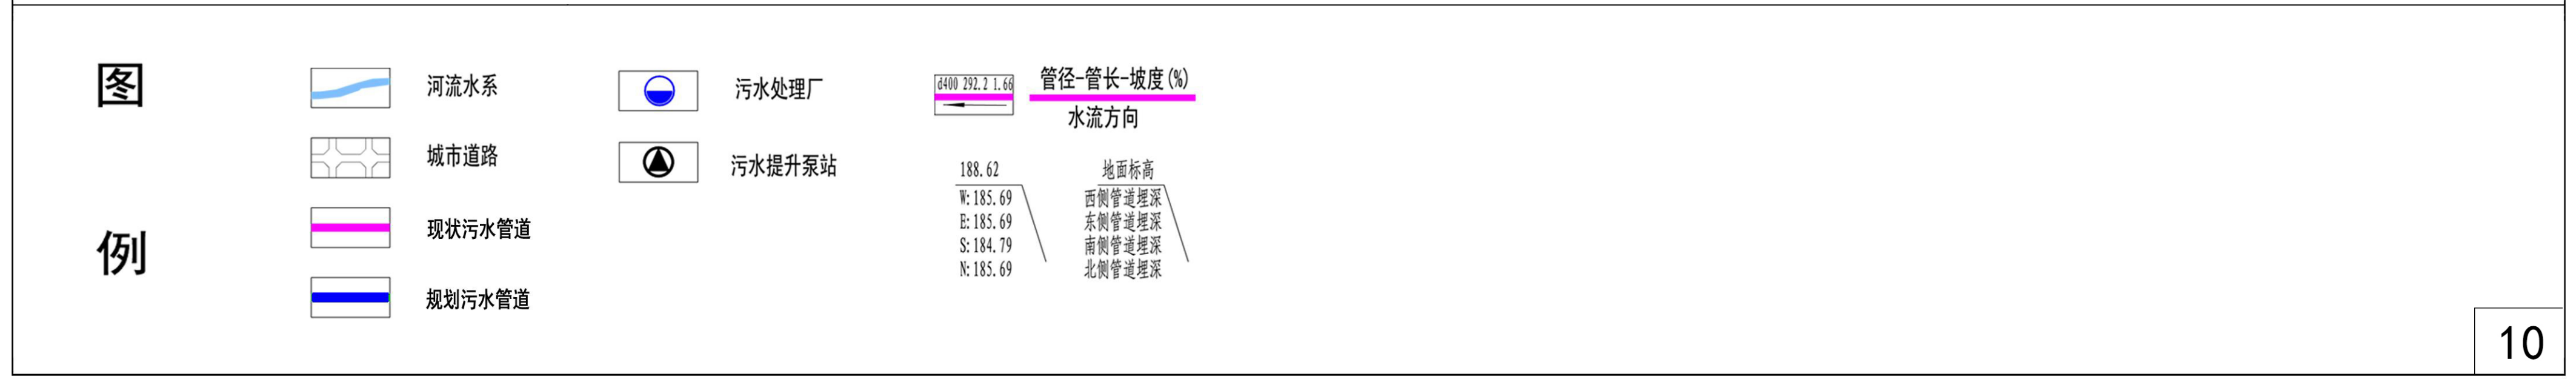 图
例
河流水系
城市道路
现状污水管道
规划污水管道
污水处理厂
污水提升泵站
d400 292.2 1.66
管径-管长-坡度(%)
水流方向
188.62
W:185.69
E:185.69
S:184.79
N:185.69
地面标高
西侧管道埋深
东侧管道埋深
南侧管道埋深
北侧管道埋深
10